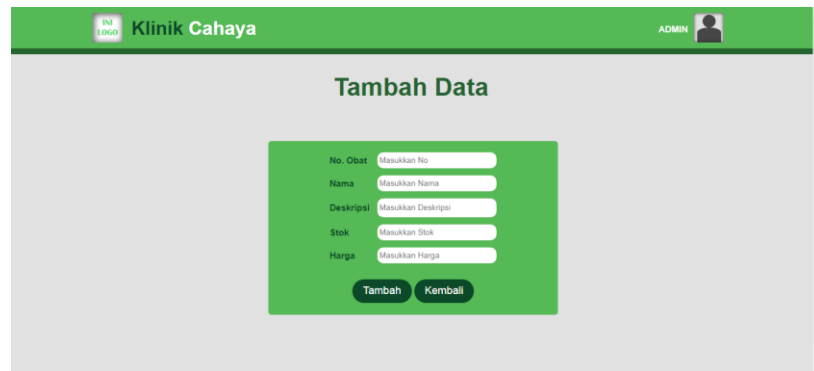 INI
LOGO
Klinik Cahaya
ADMIN
Tambah Data
No. Obat Masukkan No
Nama Masukkan Nama
Deskripsi Masukkan Deskripsi
Stok Masukkan Stok
Harga Masukkan Harga
Tambah Kembali